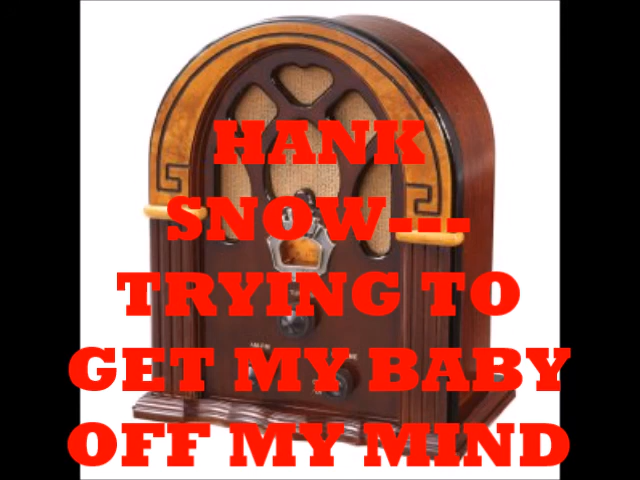 HANK
SNOW---
TRYING TO
GET MY BABY
OFF MY MIND